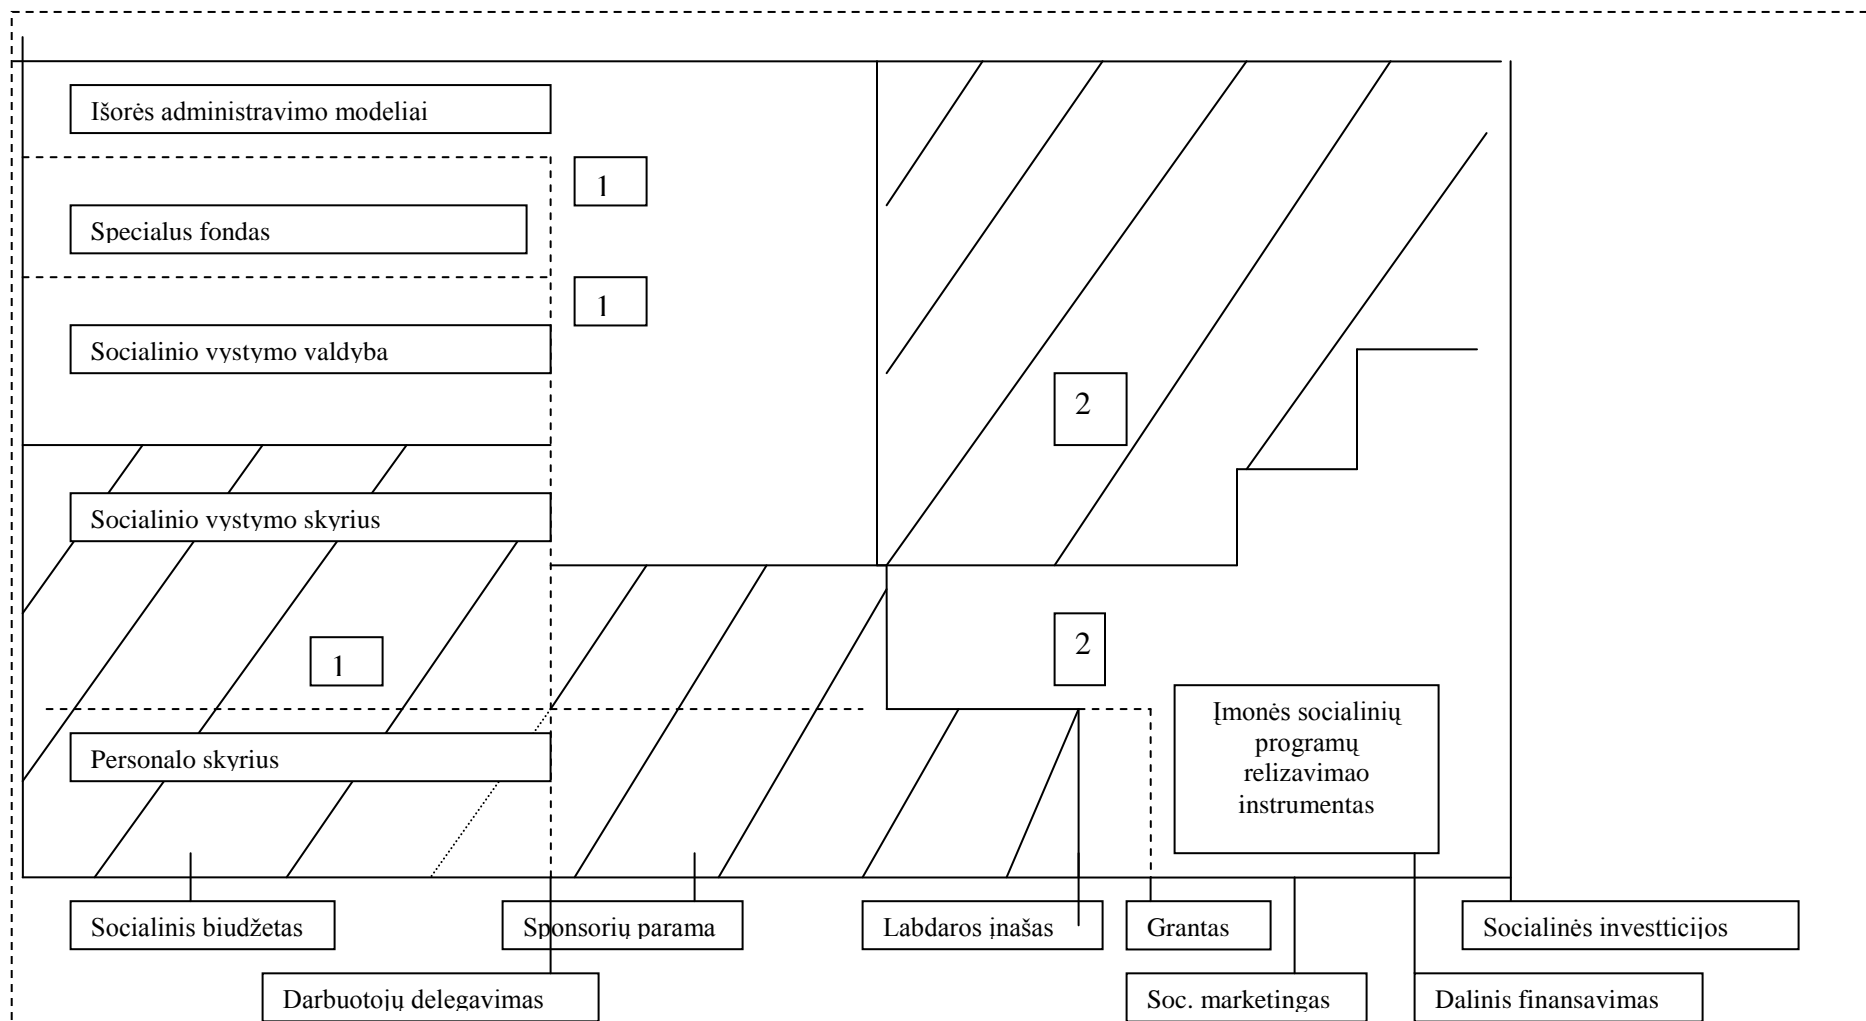 Išorės administravimo modeliai
1
Specialus fondas
1
Socialinio vystymo valdyba
2
Socialinio vystymo skyrius
2
1
Įmonės socialinių
programų
relizavimao
instrumentas
Personalo skyrius
Socialinis biudžetas
Sponsorių parama
Labdaros įnašas
Grantas
Socialinės investticijos
Darbuotojų delegavimas
Soc. marketingas
Dalinis finansavimas